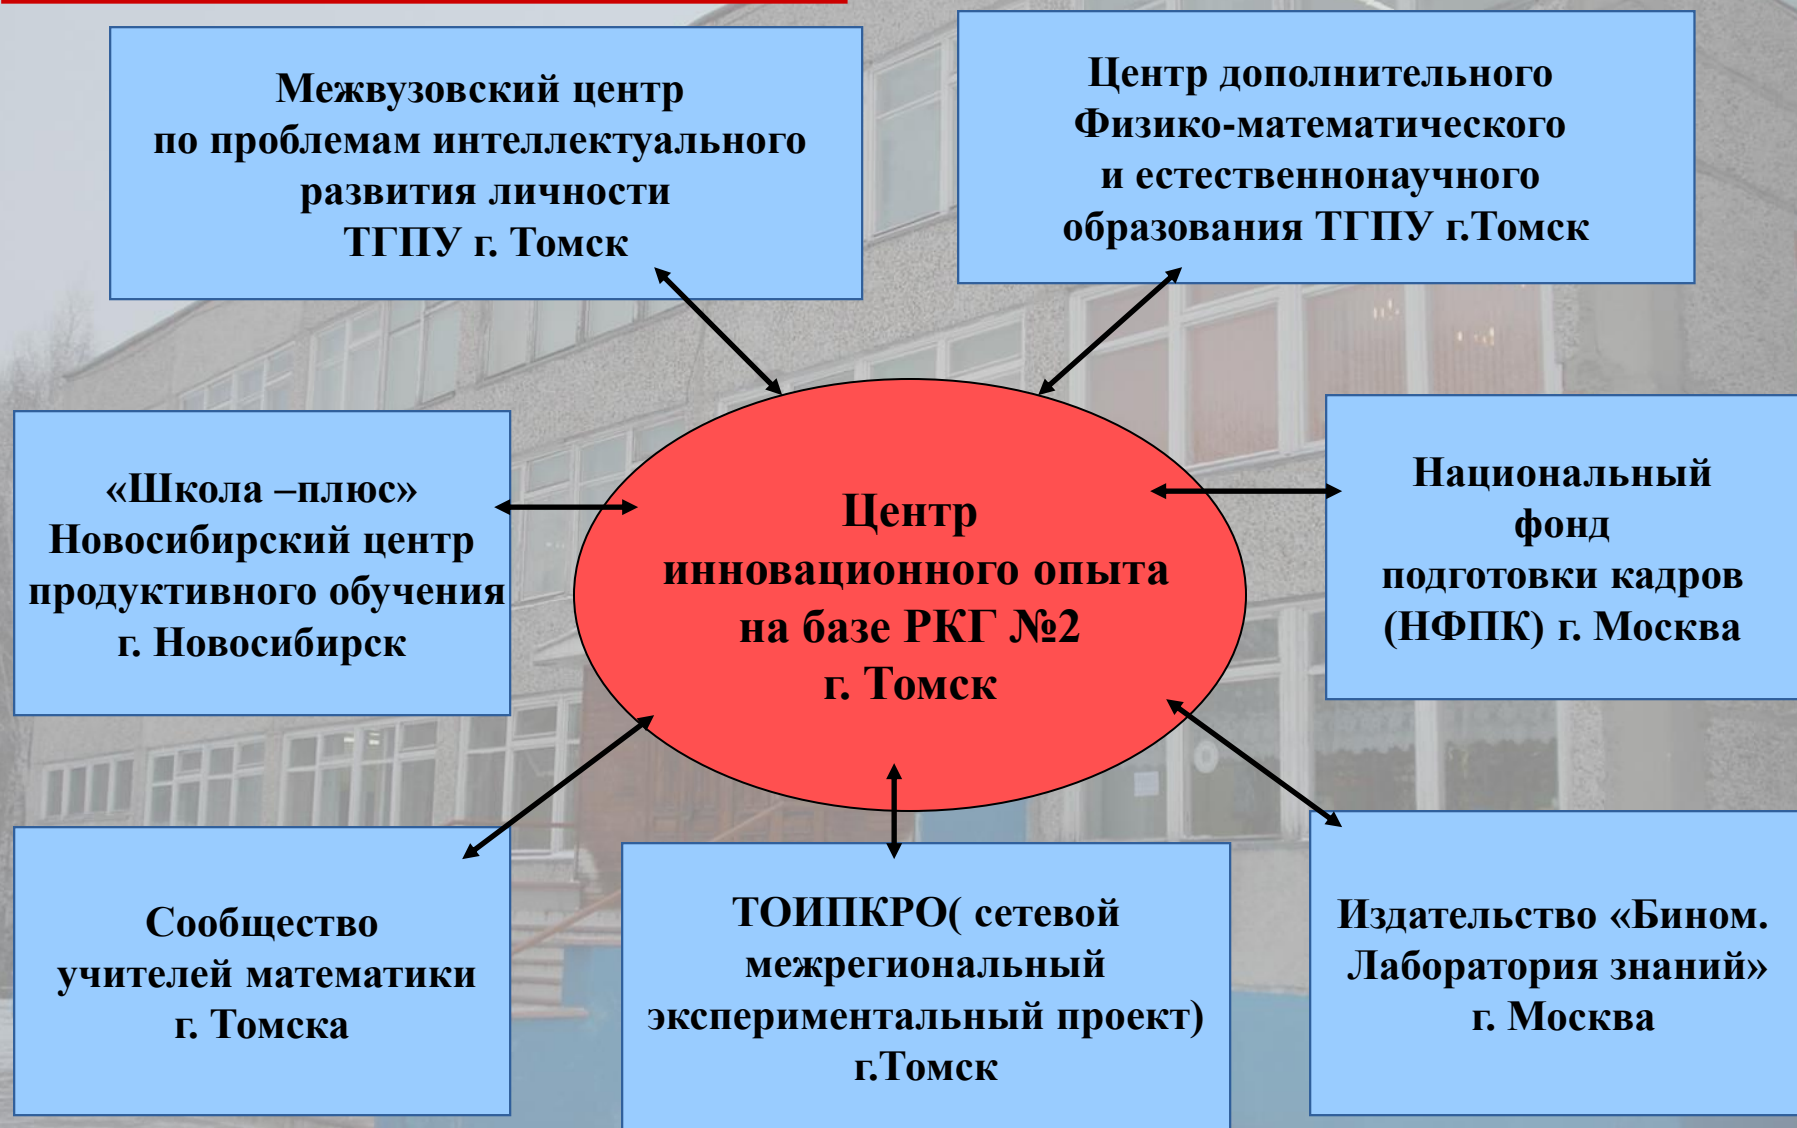 Межвузовский центр
по проблемам интеллектуального
развития личности
ТГПУ г. Томск
Центр дополнительного
Физико-математического
и естественнонаучного
образования ТГПУ г.Томск
«Школа –плюс»
Новосибирский центр
продуктивного обучения
г. Новосибирск
Центр
инновационного опыта
на базе РКГ №2
г. Томск
Национальный
фонд
подготовки кадров
(НФПК) г. Москва
Сообщество
учителей математики
г. Томска
ТОИПКРО( сетевой
межрегиональный
экспериментальный проект)
г.Томск
Издательство «Бином.
Лаборатория знаний»
г. Москва